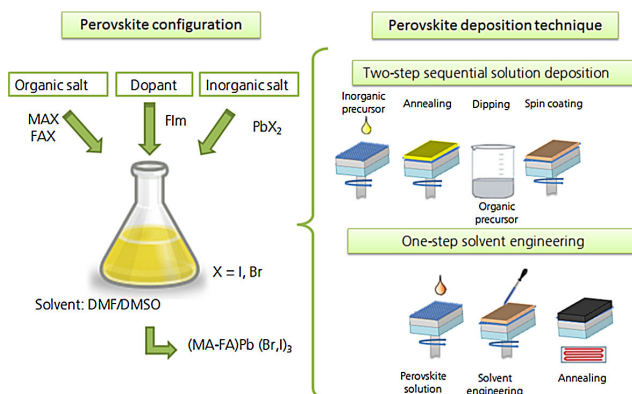 Perovskite configuration
Organic salt
Dopant
Inorganic salt
MAX
FAX
FIm
PbX₂
X = I, Br
Solvent: DMF/DMSO
(MA-FA)Pb (Br,I)₃
Perovskite deposition technique
Two-step sequential solution deposition
Inorganic
precursor
Annealing
Dipping
Spin coating
Organic
precursor
One-step solvent engineering
Perovskite
solution
Solvent
engineering
Annealing